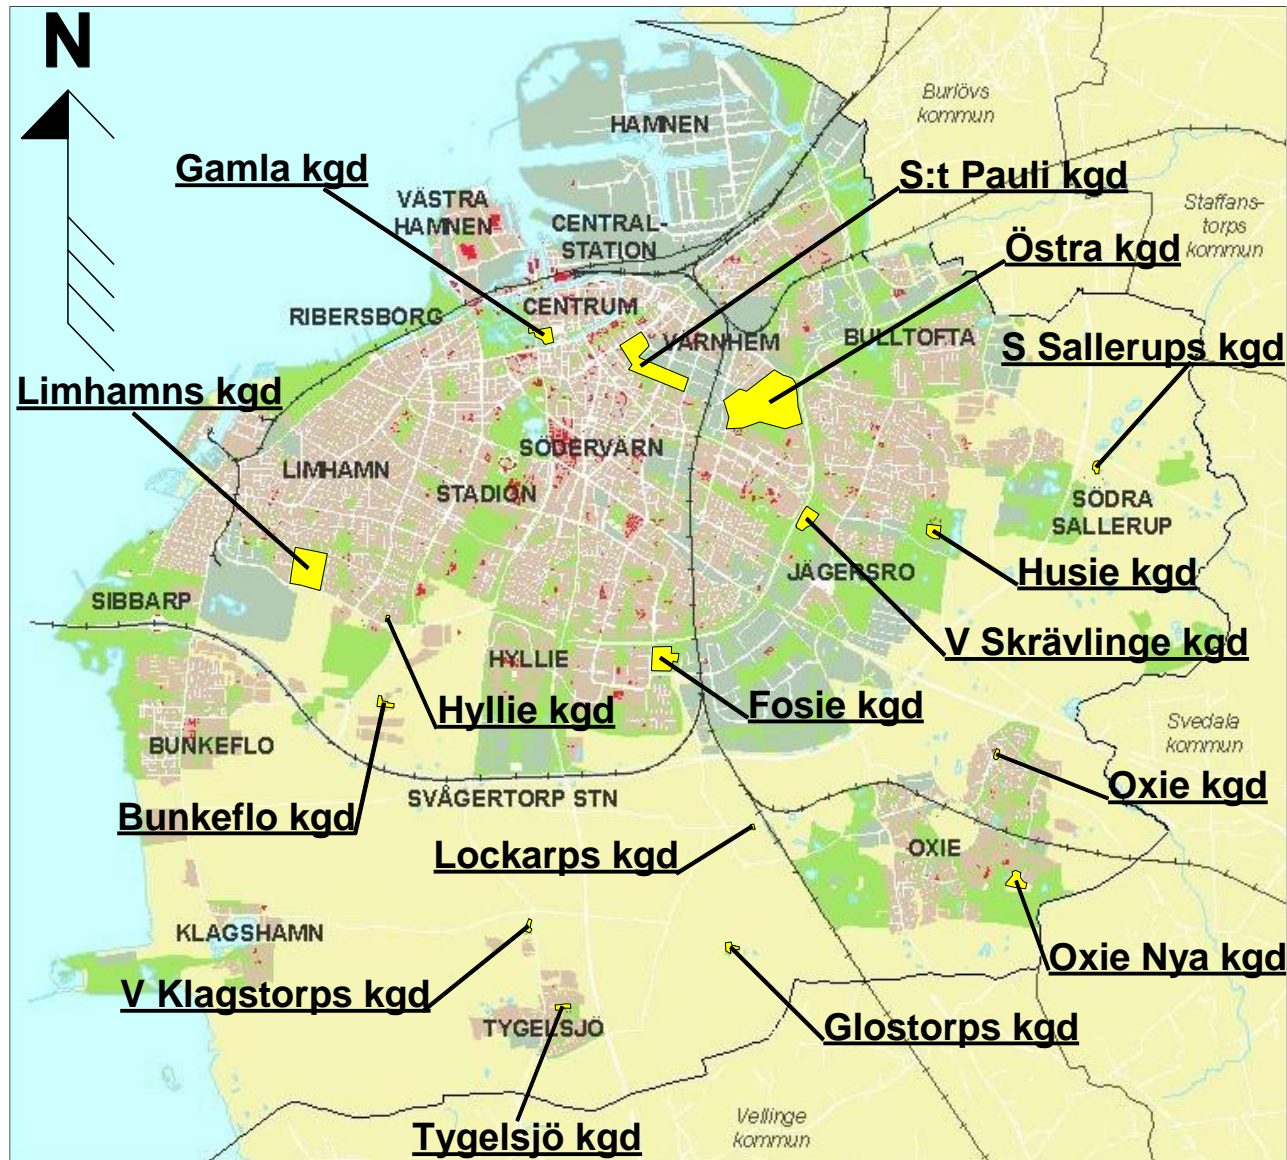 N
Burlövs
kommun
HAMNEN
Gamla kgd
S:t Pauli kgd
VÄSTRA
HAMNEN
CENTRAL-
STATION
Staffans-
torps
kommun
Östra kgd
RIBERSBORG
CENTRUM
VÄRNHEM
BULLTOFTA
S Sallerups kgd
Limhamns kgd
SÖDERVÄRN
LIMHAMN
STADION
SÖDRA
SALLERUP
JÄGERSRO
Husie kgd
SIBBARP
V Skrävlinge kgd
HYLLIE
Hyllie kgd
Fosie kgd
BUNKEFLO
Svedala
kommun
SVÅGERTORP STN
Oxie kgd
Bunkeflo kgd
Lockarps kgd
OXIE
KLAGSHAMN
Oxie Nya kgd
V Klagstorps kgd
TYGELSJÖ
Glostorps kgd
Tygelsjö kgd
Vellinge
kommun